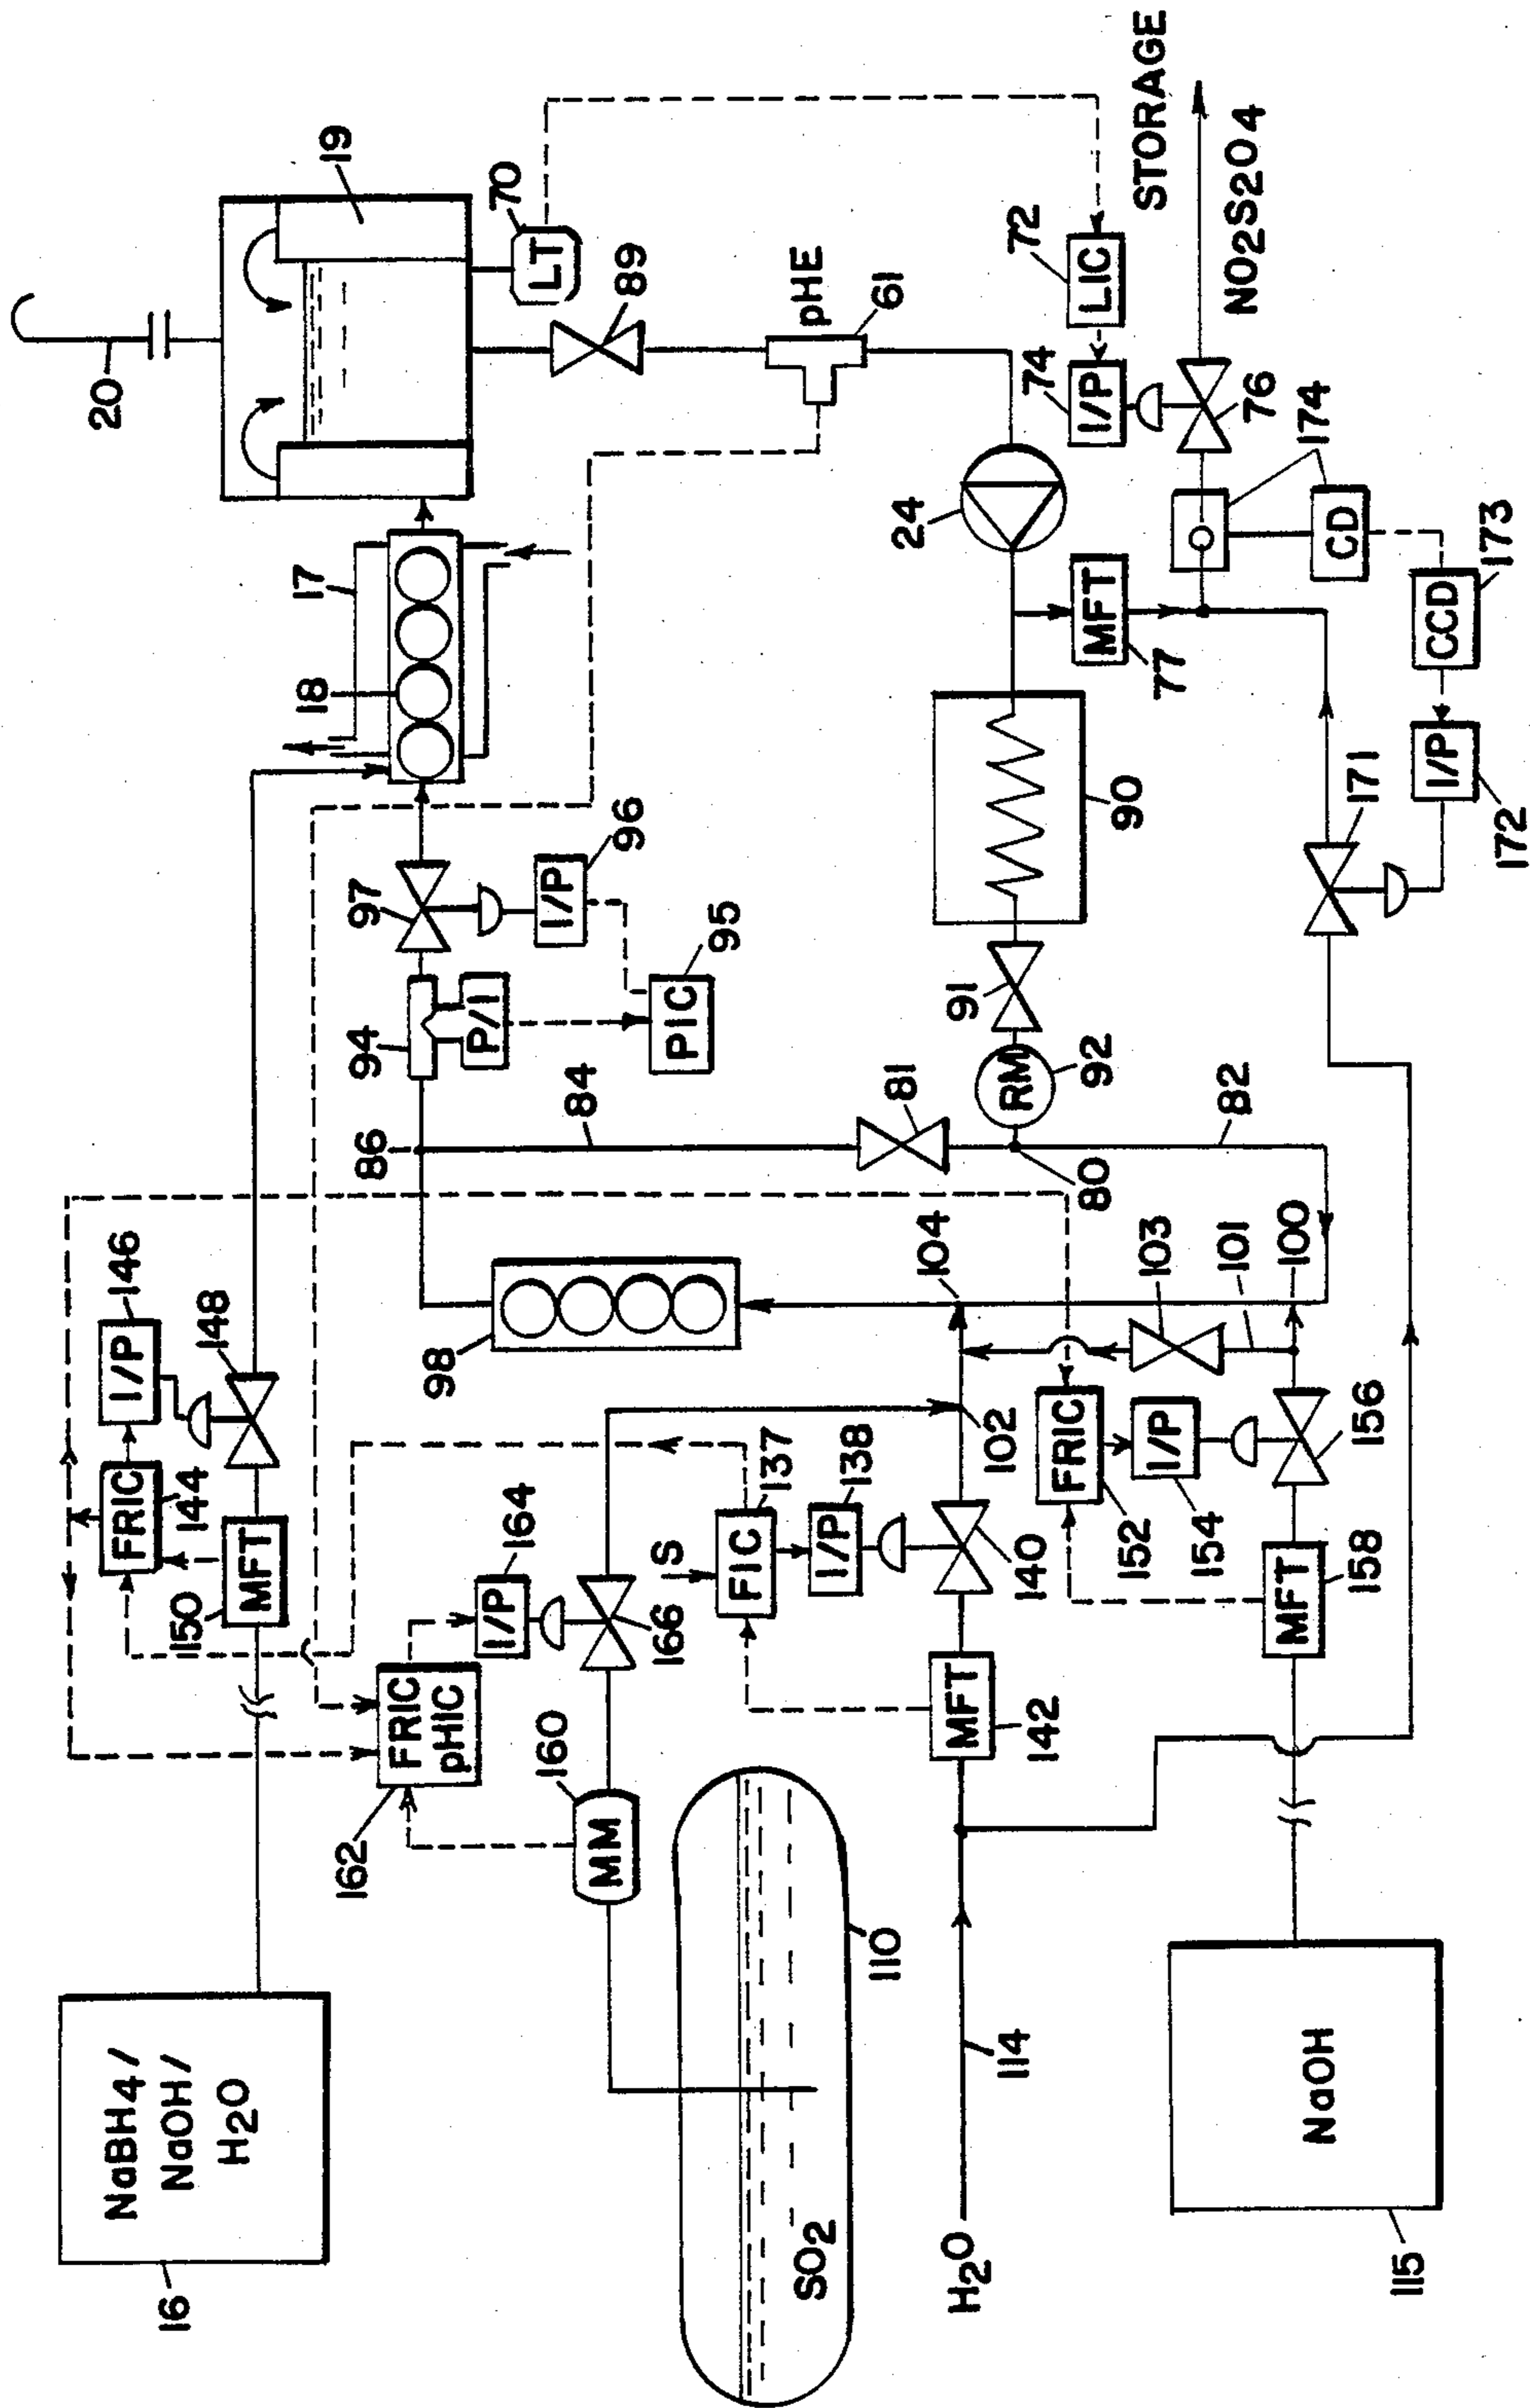 20
NaBH4/
NaOH/
H2O
16
146
I/P
FRIC
144
148
150
MFT
17
18
19
86
94
97
P/I
96
I/P
95
PIC
162
FRIC
pHIC
164
I/P
98
84
70
LT
160
MM
166
S
137
FIC
138
I/P
89
81
pHE
61
SO2
110
24
104
91
H2O
114
142
MFT
140
102
RM
92
90
152
FRIC
80
MFT
77
74
I/P
72
LIC
154
I/P
103
101
100
82
STORAGE
76
NO2S2O4
NaOH
115
158
MFT
156
171
174
CD
172
I/P
CCD
173